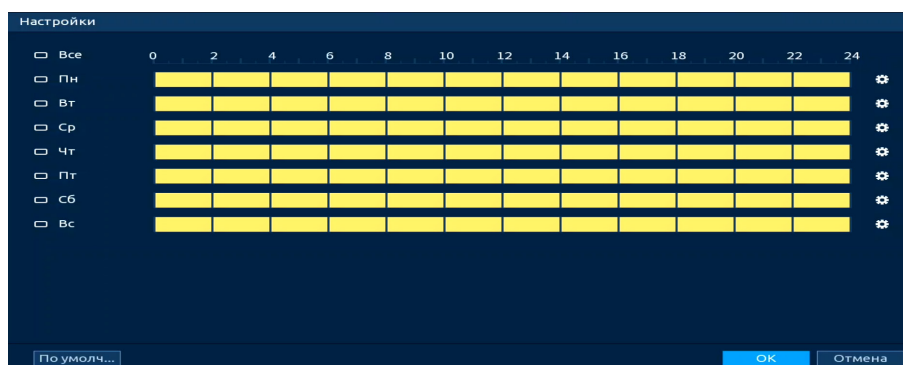 Настройки
Все 0 2 4 6 8 10 12 14 16 18 20 22 24
Пн
Вт
Ср
Чт
Пт
Сб
Вс
По умолч... OK Отмена